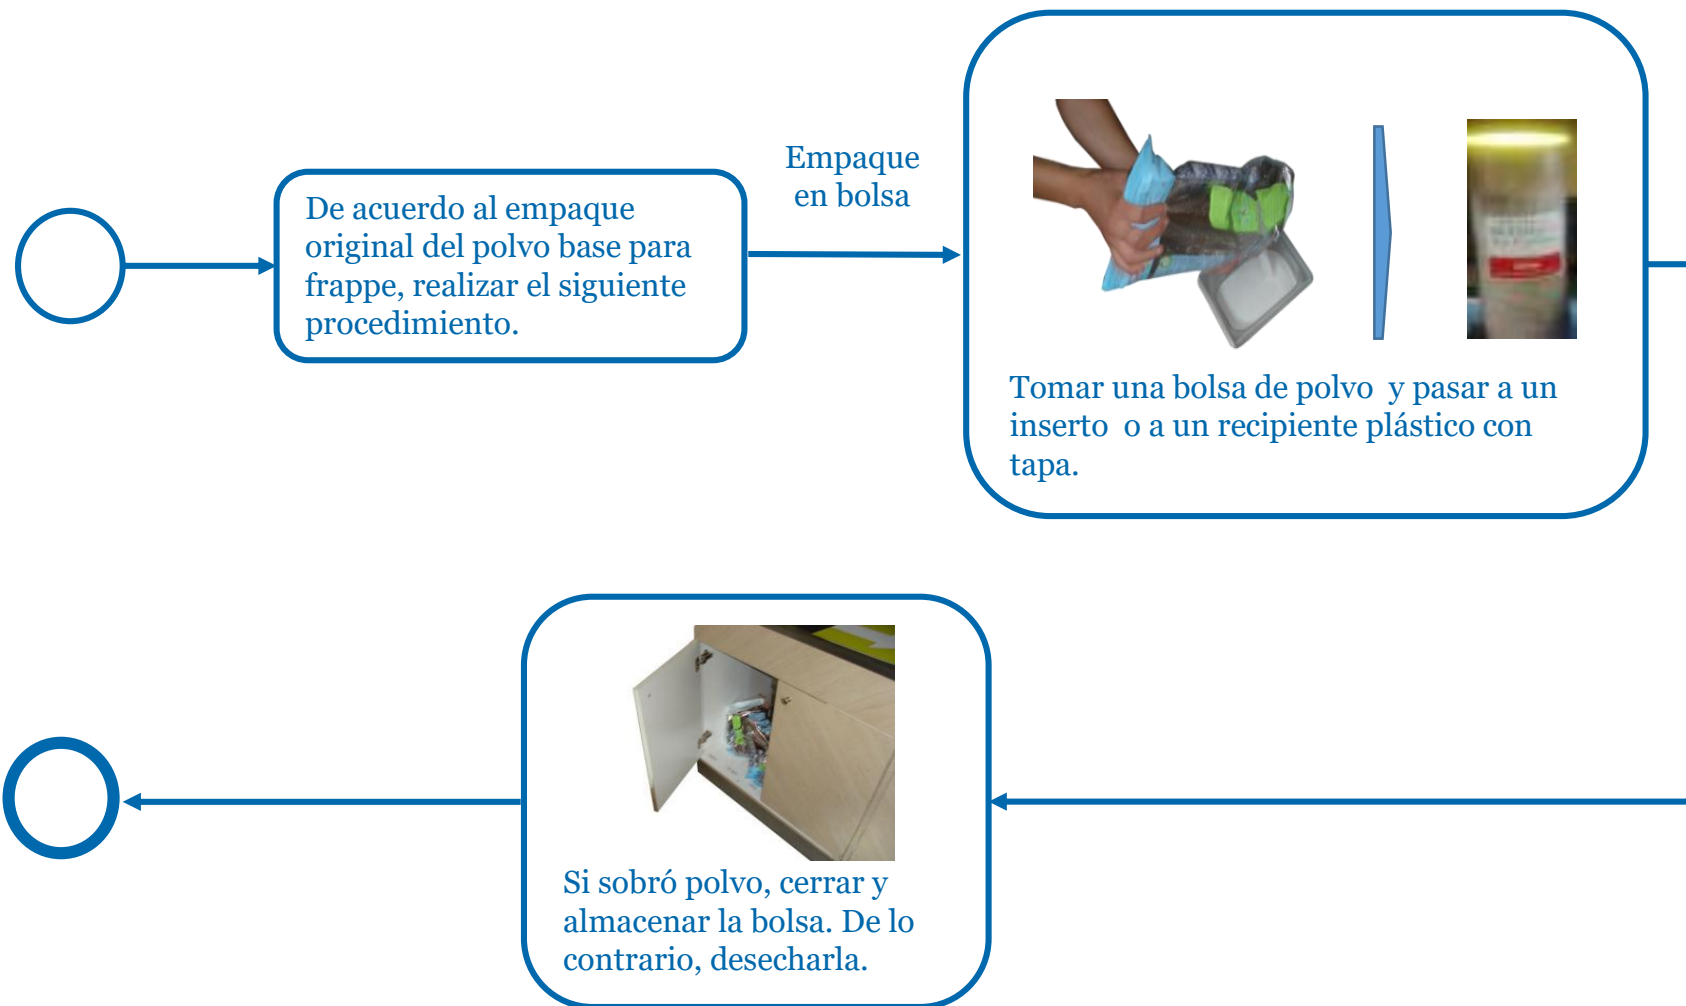 De acuerdo al empaque
original del polvo base para
frappe, realizar el siguiente
procedimiento.
Empaque
en bolsa
Tomar una bolsa de polvo  y pasar a un
inserto  o a un recipiente plástico con
tapa.
Si sobró polvo, cerrar y
almacenar la bolsa. De lo
contrario, desecharla.